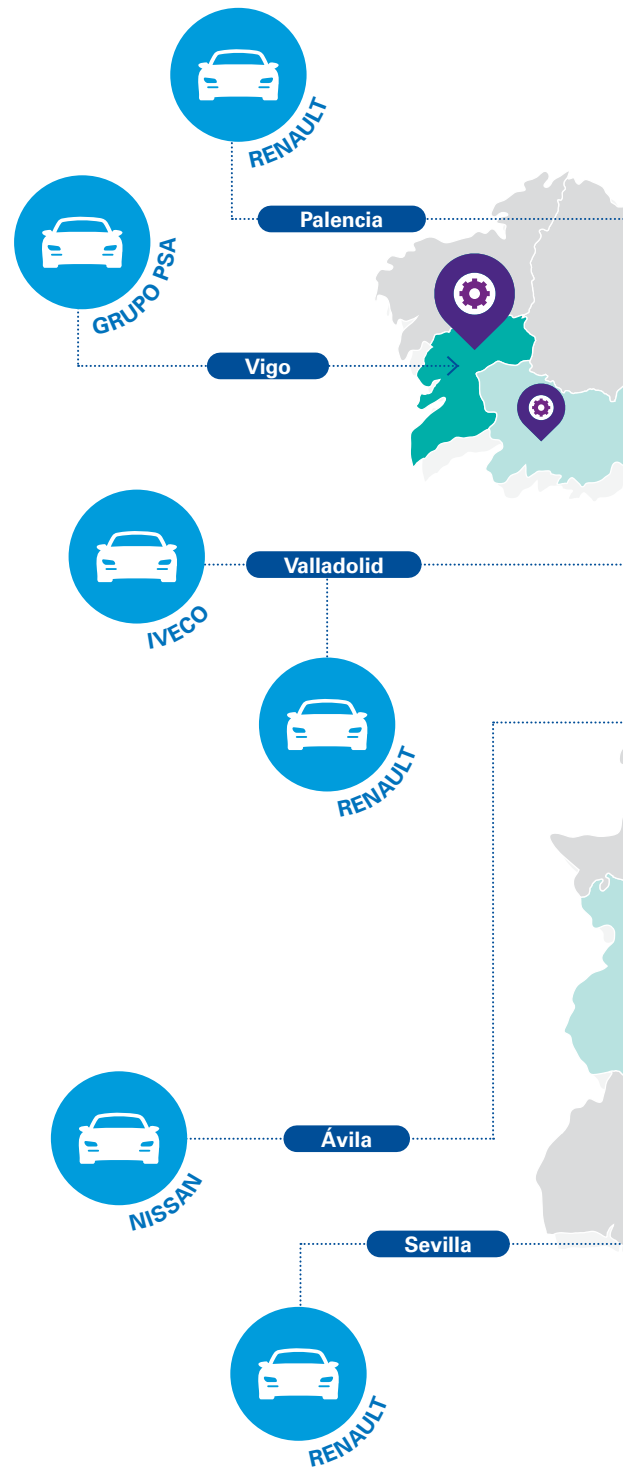 RENAULT
Palencia
GRUPO PSA
Vigo
IVECO
Valladolid
RENAULT
NISSAN
Ávila
Sevilla
RENAULT